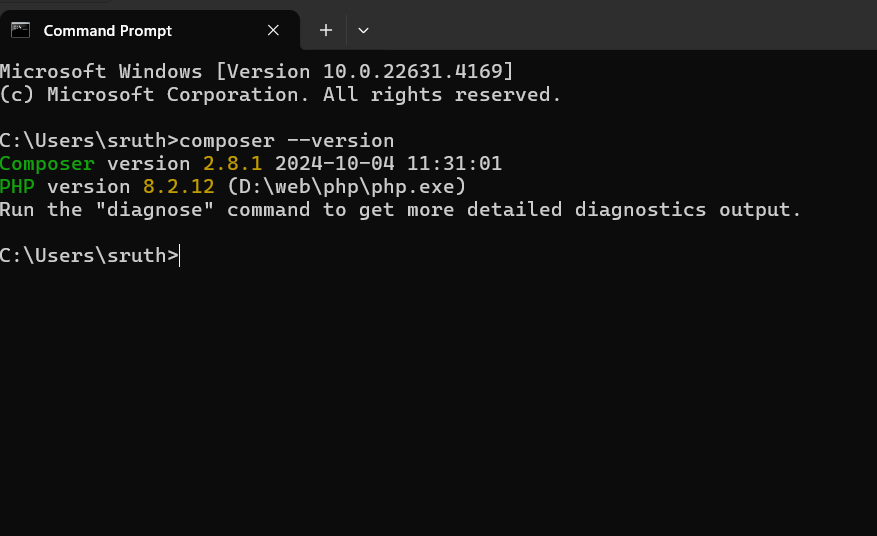 Command Prompt
Microsoft Windows [Version 10.0.22631.4169]
(c) Microsoft Corporation. All rights reserved.
C:\Users\sruth>composer --version
Composer version 2.8.1 2024-10-04 11:31:01
PHP version 8.2.12 (D:\web\php\php.exe)
Run the "diagnose" command to get more detailed diagnostics output.
C:\Users\sruth>